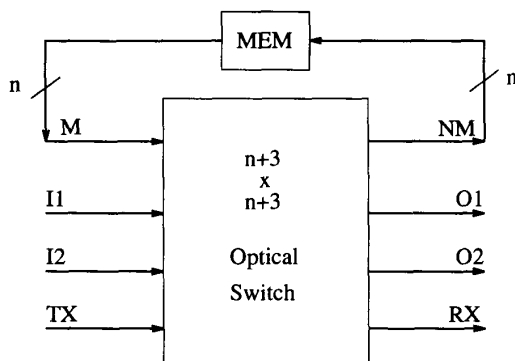 MEM
n
n
M
NM
n+3
x
n+3
I1
O1
I2
Optical
O2
Switch
TX
RX